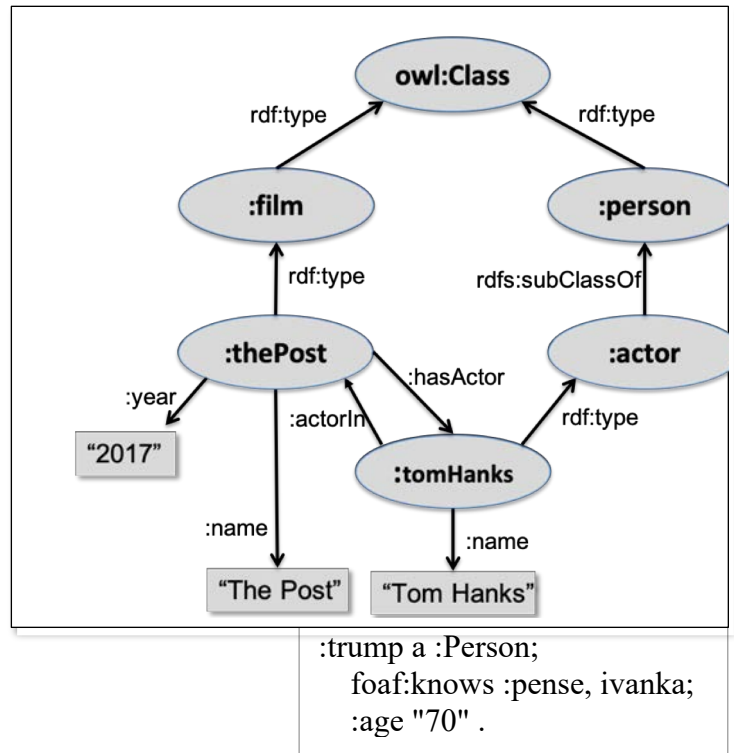 owl:Class
rdf:type
rdf:type
:film
:person
rdf:type
rdfs:subClassOf
:thePost
:actor
:hasActor
:year
:actorIn
rdf:type
“2017”
:tomHanks
:name
:name
“The Post”
“Tom Hanks”
:trump a :Person;
foaf:knows :pense, ivanka;
:age "70" .